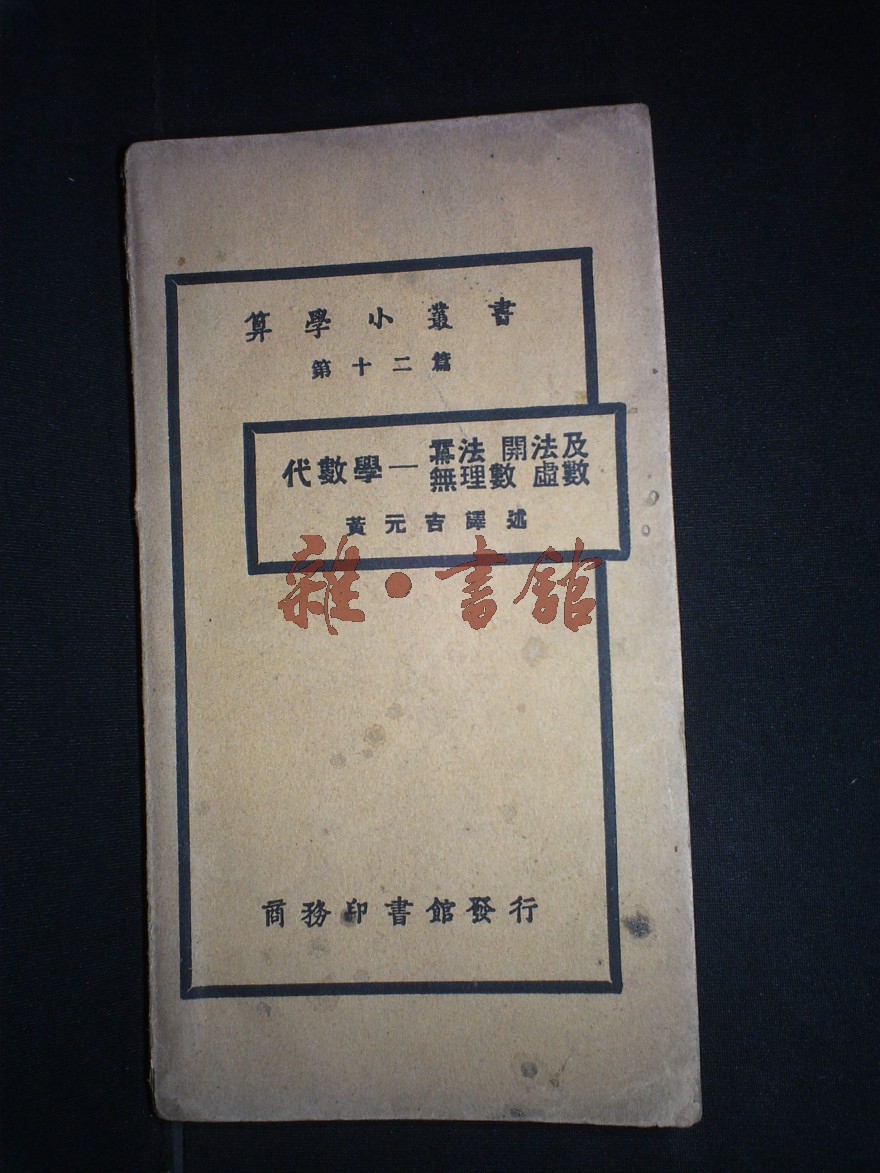 算學小叢書
第十二篇
代數學—冪法 開法及
無理數 虛數
黃元吉譯述
雜·書館
商務印書館發行